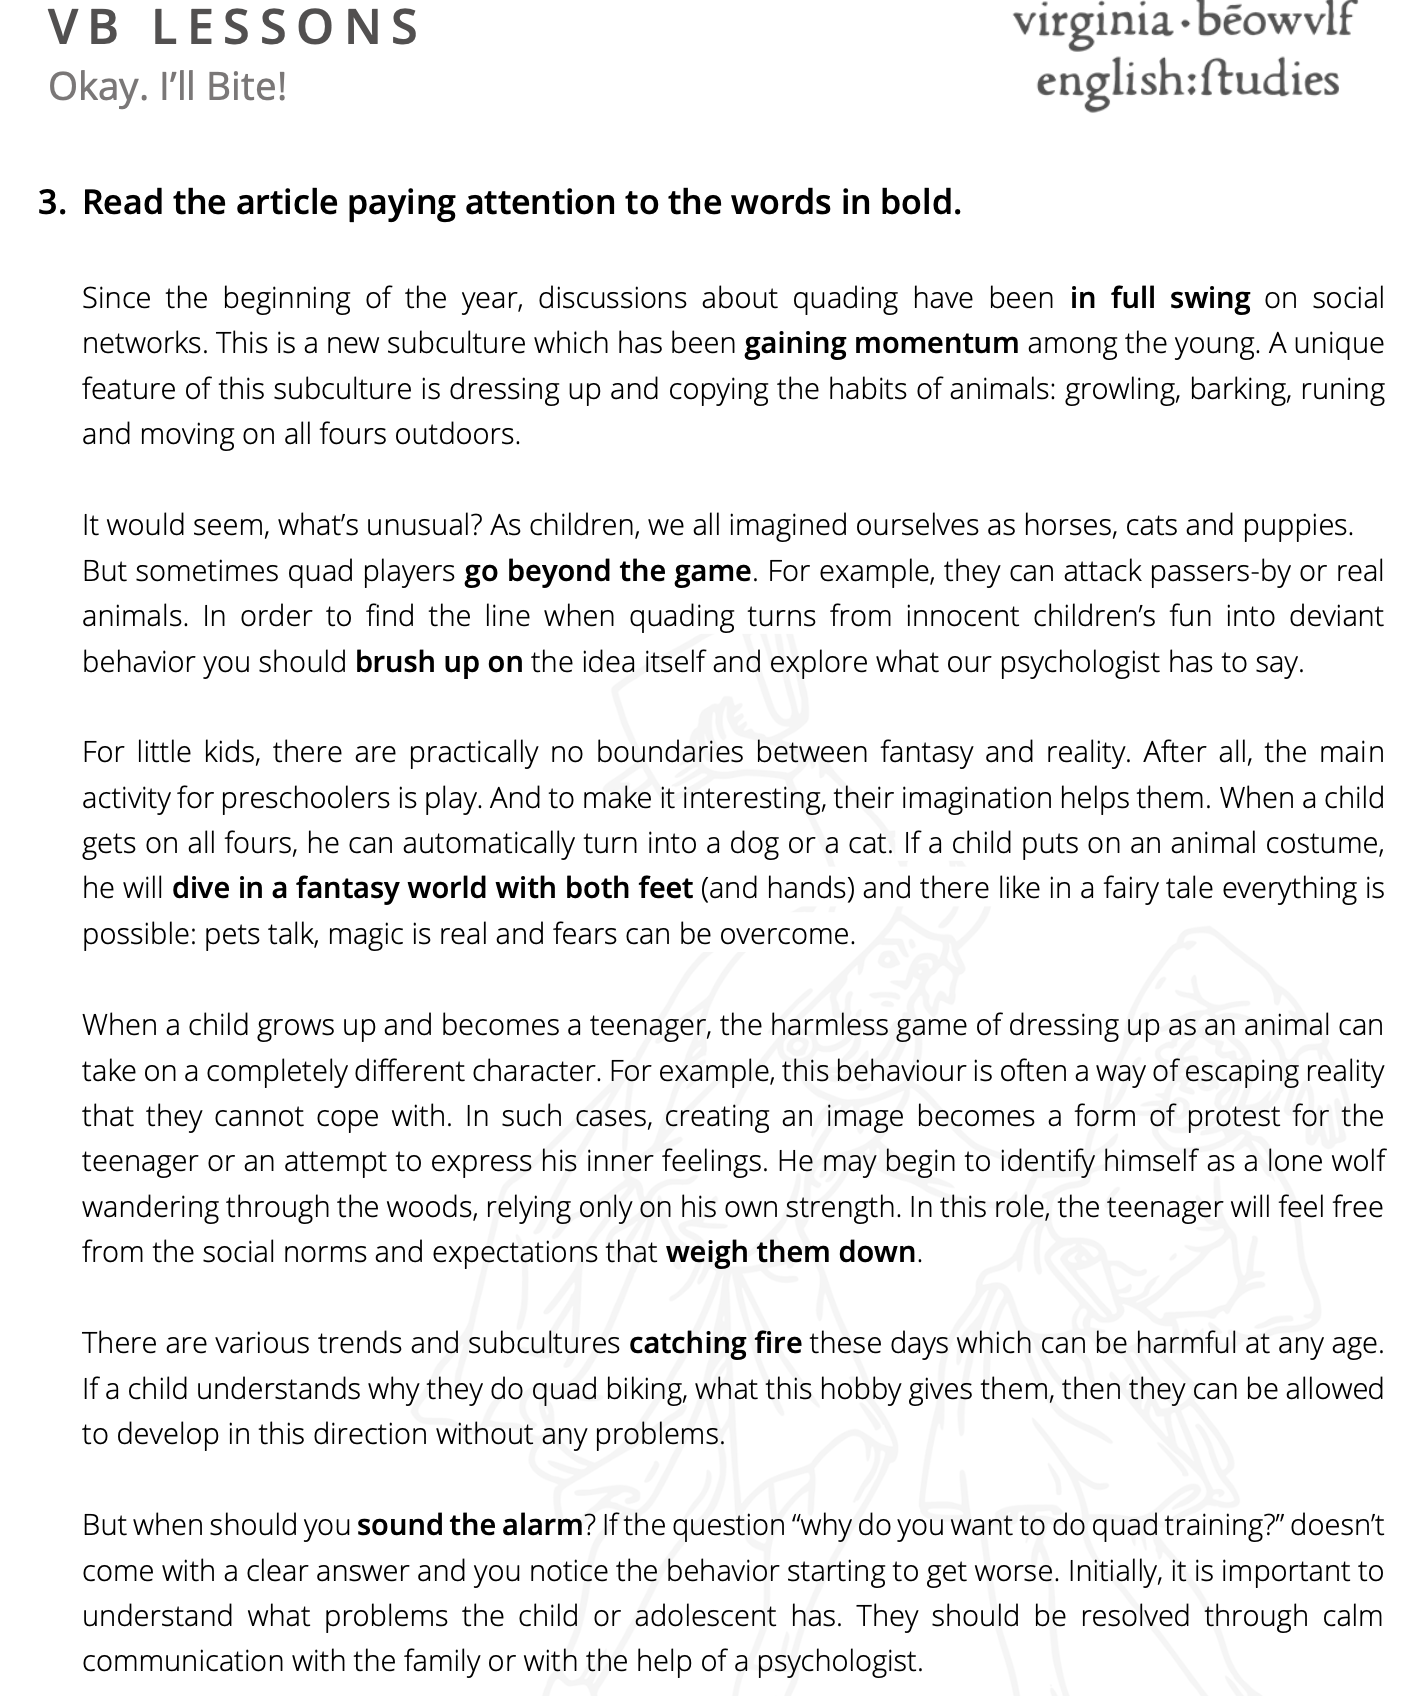 VB LESSONS
Okay. I'll Bite!
virginia·bēowvlf
english:ſtudies
3. Read the article paying attention to the words in bold.
Since the beginning of the year, discussions about quading have been in full swing on social
networks. This is a new subculture which has been gaining momentum among the young. A unique
feature of this subculture is dressing up and copying the habits of animals: growling, barking, runing
and moving on all fours outdoors.
It would seem, what's unusual? As children, we all imagined ourselves as horses, cats and puppies.
But sometimes quad players go beyond the game. For example, they can attack passers-by or real
animals. In order to find the line when quading turns from innocent children's fun into deviant
behavior you should brush up on the idea itself and explore what our psychologist has to say.
For little kids, there are practically no boundaries between fantasy and reality. After all, the main
activity for preschoolers is play. And to make it interesting, their imagination helps them. When a child
gets on all fours, he can automatically turn into a dog or a cat. If a child puts on an animal costume,
he will dive in a fantasy world with both feet (and hands) and there like in a fairy tale everything is
possible: pets talk, magic is real and fears can be overcome.
When a child grows up and becomes a teenager, the harmless game of dressing up as an animal can
take on a completely different character. For example, this behaviour is often a way of escaping reality
that they cannot cope with. In such cases, creating an image becomes a form of protest for the
teenager or an attempt to express his inner feelings. He may begin to identify himself as a lone wolf
wandering through the woods, relying only on his own strength. In this role, the teenager will feel free
from the social norms and expectations that weigh them down.
There are various trends and subcultures catching fire these days which can be harmful at any age.
If a child understands why they do quad biking, what this hobby gives them, then they can be allowed
to develop in this direction without any problems.
But when should you sound the alarm? If the question “why do you want to do quad training?” doesn't
come with a clear answer and you notice the behavior starting to get worse. Initially, it is important to
understand what problems the child or adolescent has. They should be resolved through calm
communication with the family or with the help of a psychologist.